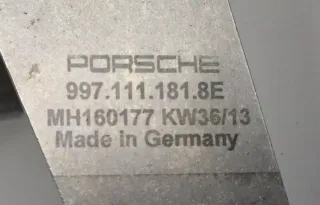 PORSCHE
997.111.181.8E
MH160177 KW36/13
Made in Germany